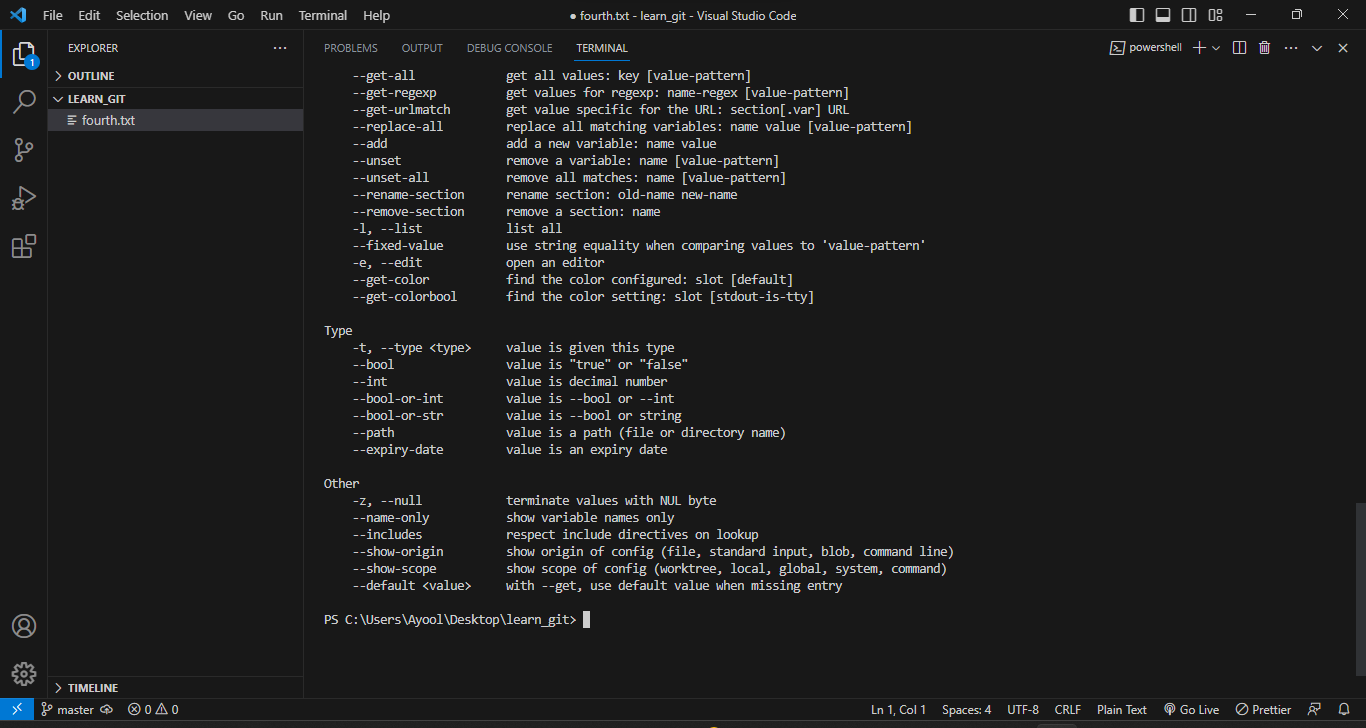 File Edit Selection View Go Run Terminal Help
● fourth.txt - learn_git - Visual Studio Code
EXPLORER
1
OUTLINE
LEARN_GIT
fourth.txt
TIMELINE
PROBLEMS OUTPUT DEBUG CONSOLE TERMINAL
powershell
--get-all get all values: key [value-pattern]
--get-regexp get values for regexp: name-regex [value-pattern]
--get-urlmatch get value specific for the URL: section[.var] URL
--replace-all replace all matching variables: name value [value-pattern]
--add add a new variable: name value
--unset remove a variable: name [value-pattern]
--unset-all remove all matches: name [value-pattern]
--rename-section rename section: old-name new-name
--remove-section remove a section: name
-l, --list list all
--fixed-value use string equality when comparing values to 'value-pattern'
-e, --edit open an editor
--get-color find the color configured: slot [default]
--get-colorbool find the color setting: slot [stdout-is-tty]
Type
-t, --type <type> value is given this type
--bool value is "true" or "false"
--int value is decimal number
--bool-or-int value is --bool or --int
--bool-or-str value is --bool or string
--path value is a path (file or directory name)
--expiry-date value is an expiry date
Other
-z, --null terminate values with NUL byte
--name-only show variable names only
--includes respect include directives on lookup
--show-origin show origin of config (file, standard input, blob, command line)
--show-scope show scope of config (worktree, local, global, system, command)
--default <value> with --get, use default value when missing entry
PS C:\Users\Ayool\Desktop\learn_git>
master 0 0 Ln 1, Col 1 Spaces: 4 UTF-8 CRLF Plain Text Go Live Prettier